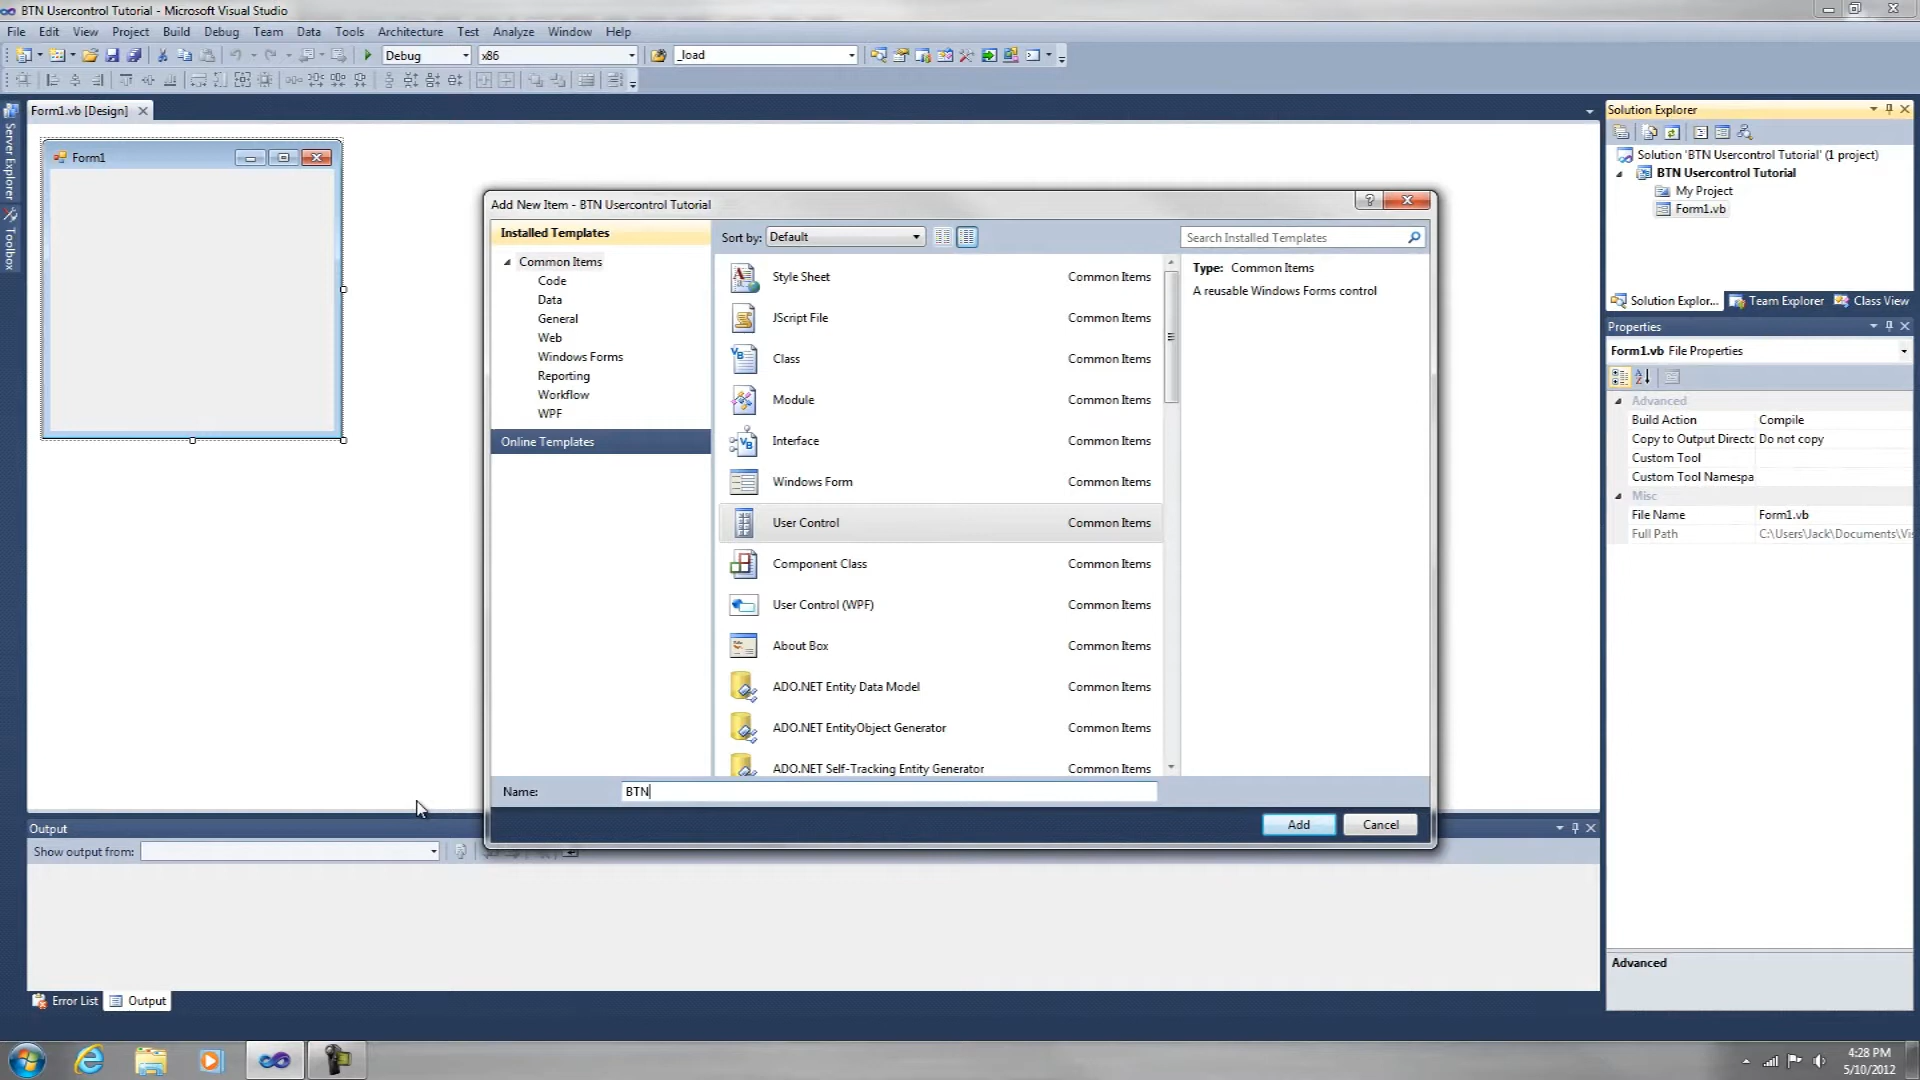 BTN Usercontrol Tutorial - Microsoft Visual Studio
File Edit View Project Build Debug Team Data Tools Architecture Test Analyze Window Help
Debug x86 _load
Form1.vb [Design]
Server Explorer
Toolbox
Form1
Add New Item - BTN Usercontrol Tutorial
Installed Templates
Common Items
Code
Data
General
Web
Windows Forms
Reporting
Workflow
WPF
Online Templates
Sort by: Default
Search Installed Templates
Style Sheet Common Items
JScript File Common Items
Class Common Items
Module Common Items
Interface Common Items
Windows Form Common Items
User Control Common Items
Component Class Common Items
User Control (WPF) Common Items
About Box Common Items
ADO.NET Entity Data Model Common Items
ADO.NET EntityObject Generator Common Items
ADO.NET Self-Tracking Entity Generator Common Items
Type: Common Items
A reusable Windows Forms control
Name: BTN
Add Cancel
Solution Explorer
Solution 'BTN Usercontrol Tutorial' (1 project)
BTN Usercontrol Tutorial
My Project
Form1.vb
Solution Explor... Team Explorer Class View
Properties
Form1.vb File Properties
Advanced
Build Action Compile
Copy to Output Directo Do not copy
Custom Tool
Custom Tool Namespa
Misc
File Name Form1.vb
Full Path C:\Users\Jack\Documents\Vis
Advanced
Output
Show output from:
Error List Output
4:28 PM
5/10/2012